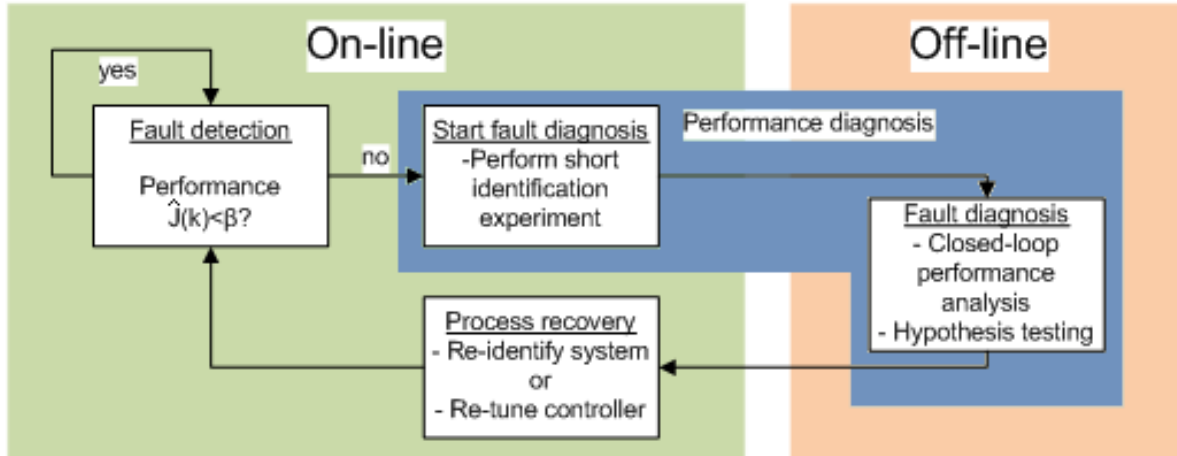 On-line
Off-line
yes
Fault detection
Performance
Ĵ(k)<β?
no
Start fault diagnosis
-Perform short
identification
experiment
Performance diagnosis
Fault diagnosis
- Closed-loop
performance
analysis
- Hypothesis testing
Process recovery
- Re-identify system
or
- Re-tune controller